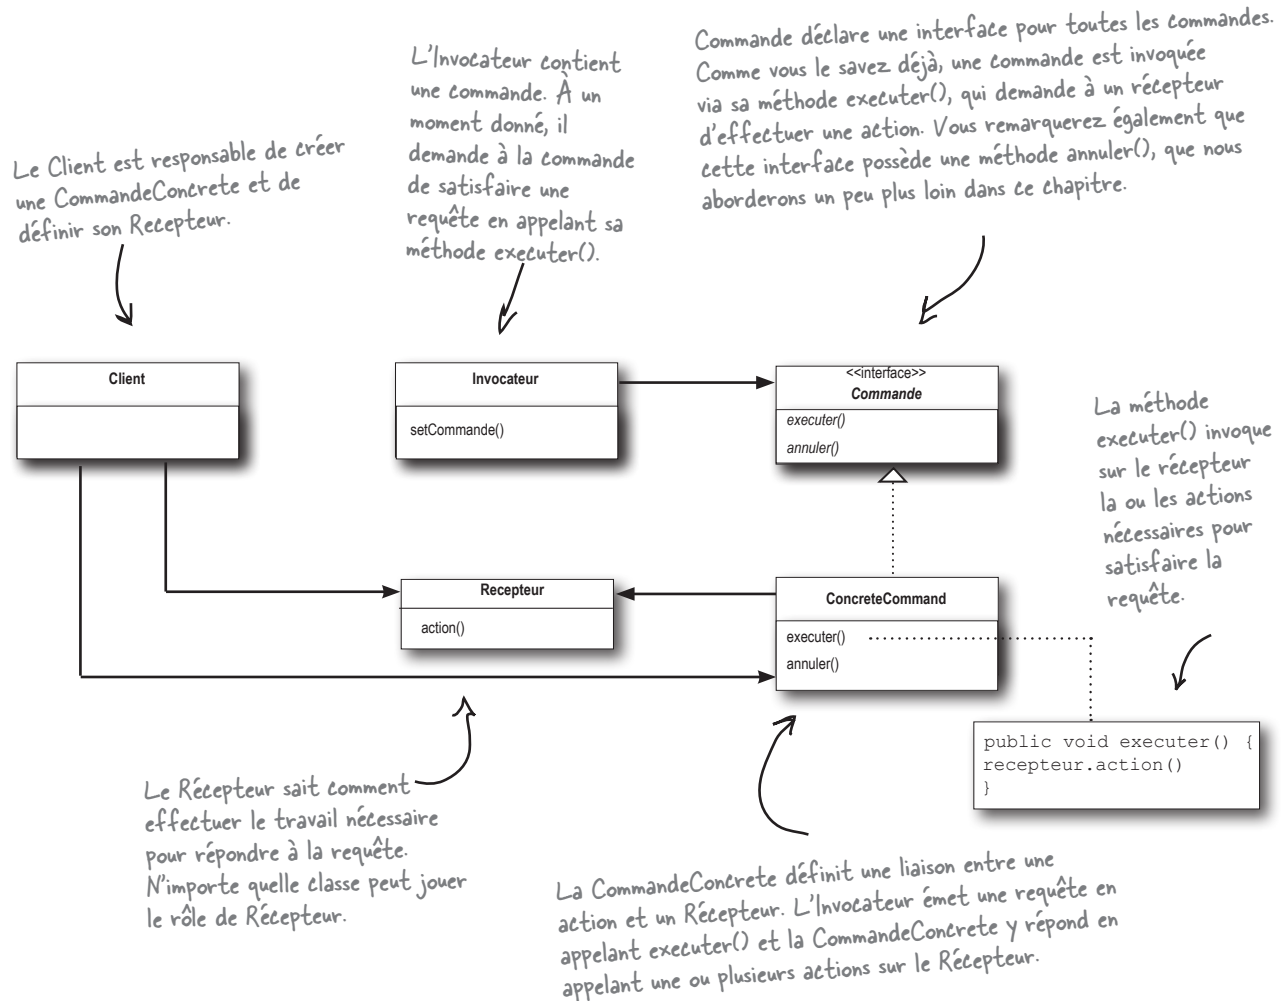 Commande déclare une interface pour toutes les commandes.
Comme vous le savez déjà, une commande est invoquée
via sa méthode executer(), qui demande à un récepteur
d'effectuer une action. Vous remarquerez également que
cette interface possède une méthode annuler(), que nous
aborderons un peu plus loin dans ce chapitre.
L'Invocateur contient
une commande. À un
moment donné, il
demande à la commande
de satisfaire une
requête en appelant sa
méthode executer().
Le Client est responsable de créer
une CommandeConcrete et de
définir son Recepteur.
Client
Invocateur
setCommande()
<<interface>>
Commande
executer()
annuler()
La méthode
executer() invoque
sur le récepteur
la ou les actions
nécessaires pour
satisfaire la
requête.
Recepteur
action()
ConcreteCommand
executer()
annuler()
public void executer() {
recepteur.action()
}
Le Récepteur sait comment
effectuer le travail nécessaire
pour répondre à la requête.
N'importe quelle classe peut jouer
le rôle de Récepteur.
La CommandeConcrete définit une liaison entre une
action et un Récepteur. L'Invocateur émet une requête en
appelant executer() et la CommandeConcrete y répond en
appelant une ou plusieurs actions sur le Récepteur.